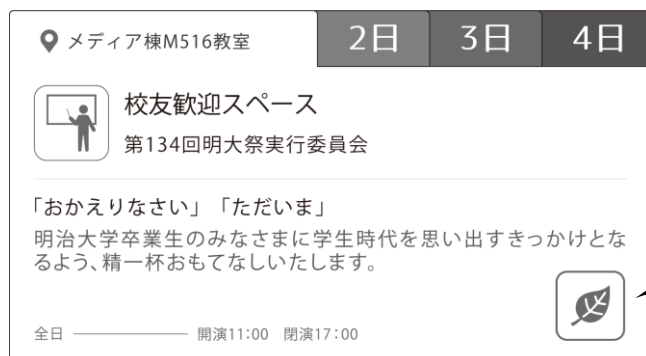 メディア棟M516教室
2日 3日 4日
校友歓迎スペース
第134回明大祭実行委員会
「おかえりなさい」「ただいま」
明治大学卒業生のみなさまに学生時代を思い出すきっかけとな
るよう、精一杯おもてなしいたします。
全日 開演11:00 閉演17:00